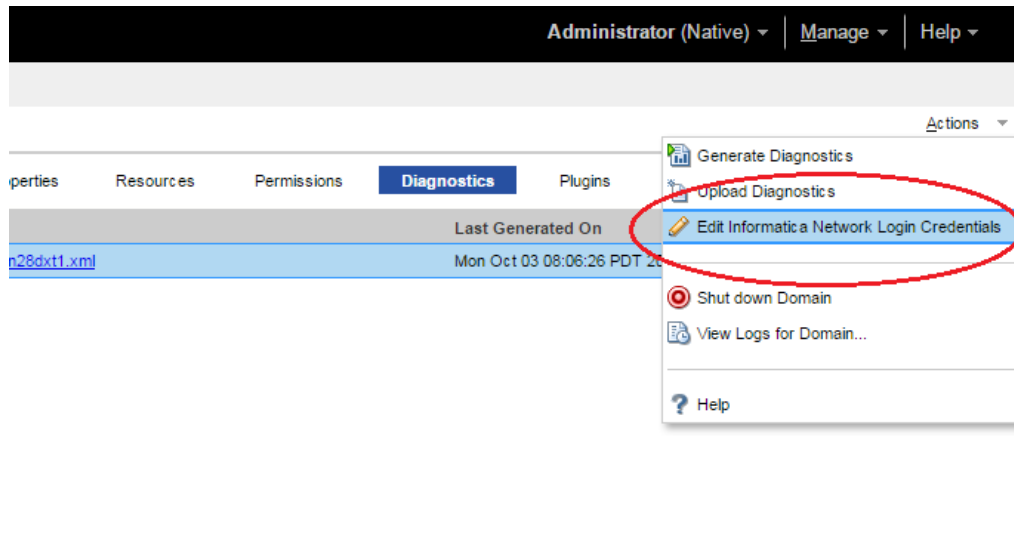 Administrator (Native) Manage Help
Actions
perties Resources Permissions Diagnostics Plugins
Generate Diagnostics
Upload Diagnostics
Last Generated On
Edit Informatica Network Login Credentials
n28dxt1.xml Mon Oct 03 08:06:26 PDT
Shut down Domain
View Logs for Domain...
Help